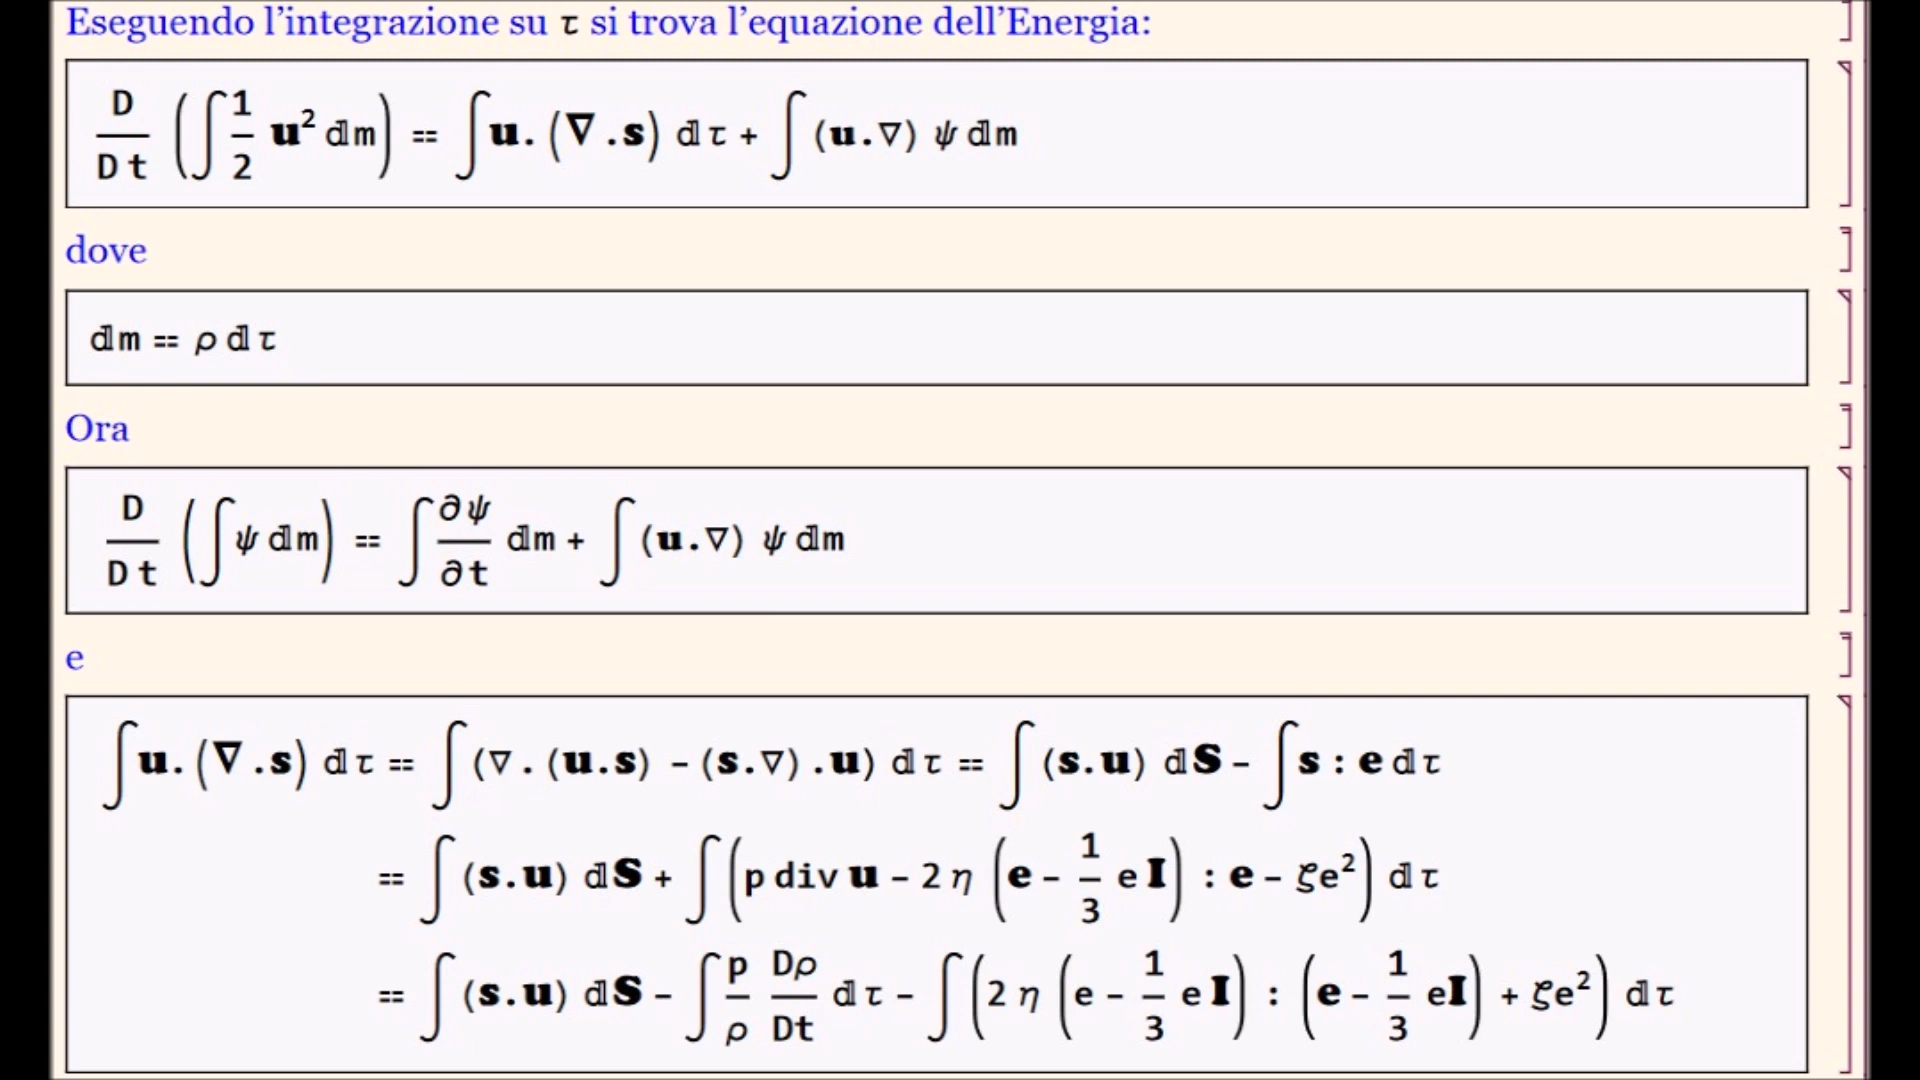 Eseguendo l’integrazione su τ si trova l’equazione dell’Energia:
D/Dt (∫ 1/2 u² ⅆm) == ∫ u.(∇.s) ⅆτ + ∫ (u.∇) ψ ⅆm
dove
ⅆm == ρ ⅆτ
Ora
D/Dt (∫ ψ ⅆm) == ∫ ∂ψ/∂t ⅆm + ∫ (u.∇) ψ ⅆm
e
∫ u.(∇.s) ⅆτ == ∫ (∇.(u.s) - (s.∇).u) ⅆτ == ∫ (s.u) ⅆS - ∫ s : e ⅆτ
== ∫ (s.u) ⅆS + ∫ (p div u - 2 η (e - 1/3 e I) : e - ζe²) ⅆτ
== ∫ (s.u) ⅆS - ∫ p/ρ Dρ/Dt ⅆτ - ∫ (2 η (e - 1/3 e I) : (e - 1/3 eI) + ζe²) ⅆτ